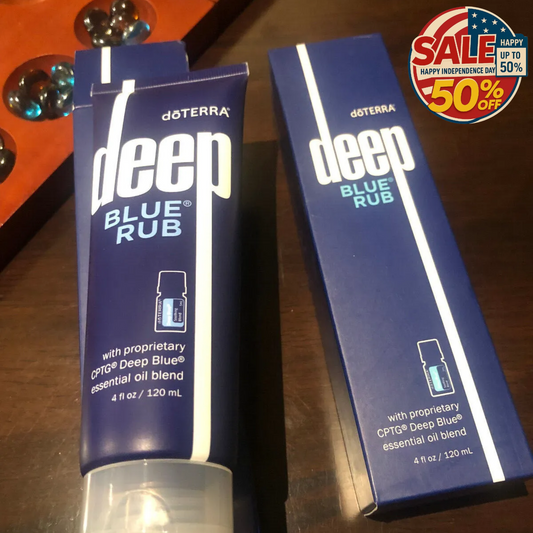 dōTERRA®
deep
BLUE®
RUB
with proprietary
CPTG® Deep Blue®
essential oil blend
4 fl oz / 120 mL
dōTERRA®
deep
BLUE®
RUB
with proprietary
CPTG® Deep Blue®
essential oil blend
4 fl oz / 120 mL
SALE
HAPPY
UP TO
50%
HAPPY INDEPENDENCE DAY
50% OFF